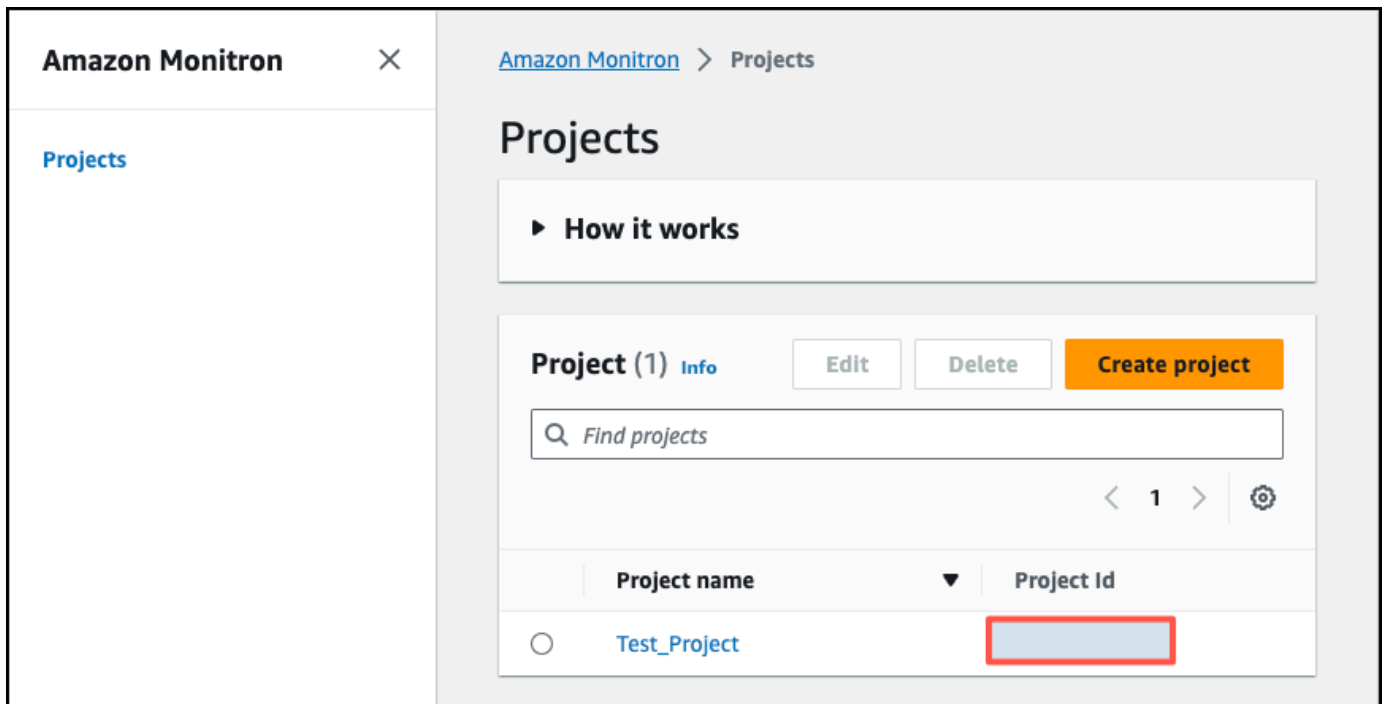 Amazon Monitron
Projects
Amazon Monitron > Projects
Projects
How it works
Project (1) Info Edit Delete Create project
Find projects
1
Project name Project Id
Test_Project